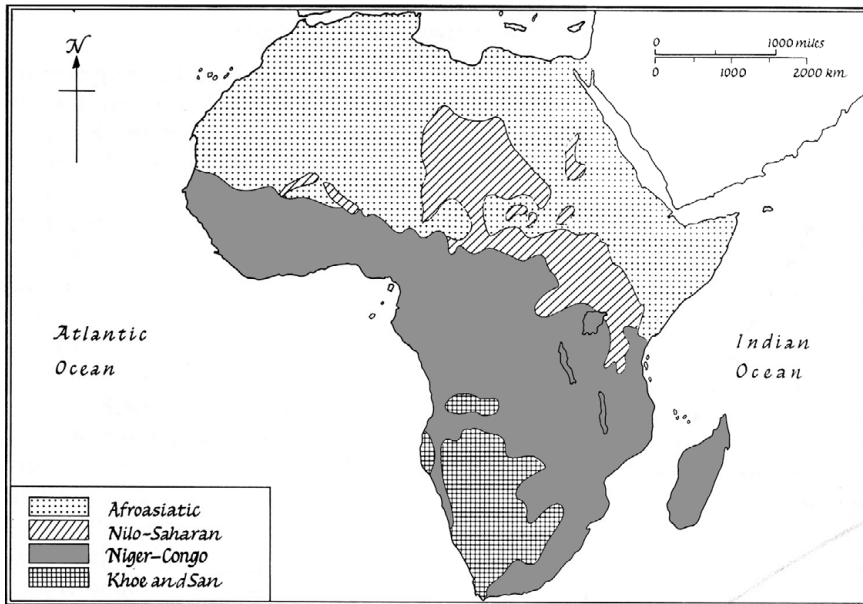 N
0 1000 miles
0 1000 2000 km
Atlantic
Ocean
Indian
Ocean
Afroasiatic
Nilo-Saharan
Niger-Congo
Khoe and San